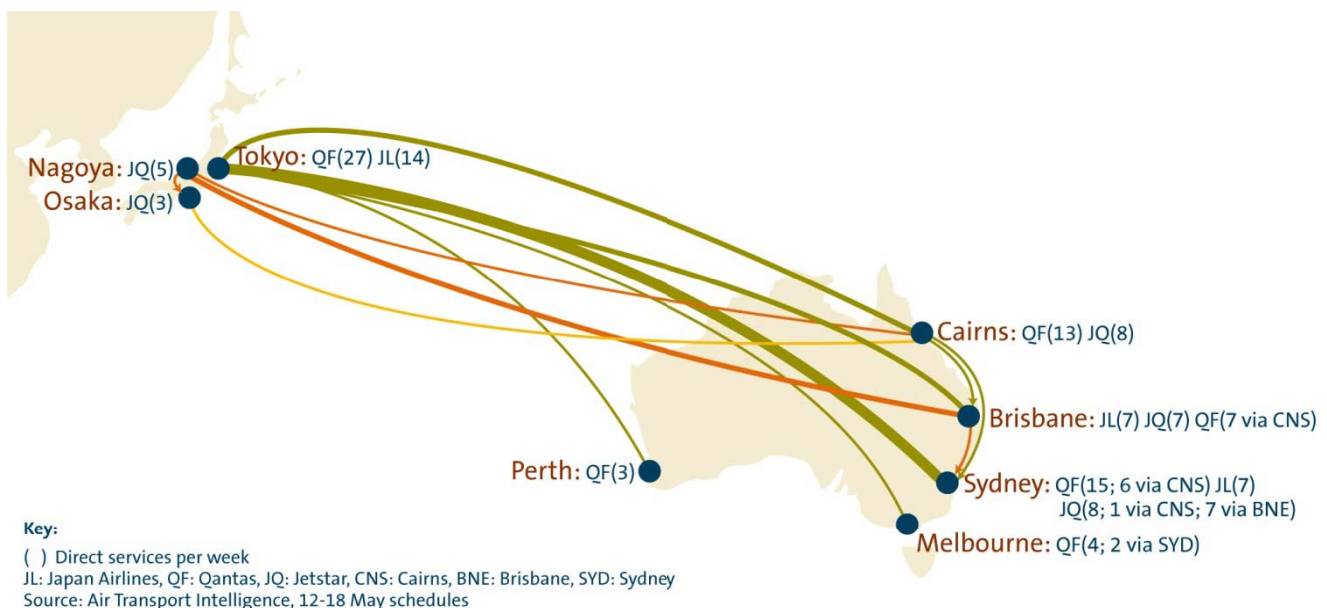 Tokyo: QF(27) JL(14)
Nagoya: JQ(5)
Osaka: JQ(3)
Cairns: QF(13) JQ(8)
Brisbane: JL(7) JQ(7) QF(7 via CNS)
Perth: QF(3)
Sydney: QF(15; 6 via CNS) JL(7)
JQ(8; 1 via CNS; 7 via BNE)
Melbourne: QF(4; 2 via SYD)
Key:
( ) Direct services per week
JL: Japan Airlines, QF: Qantas, JQ: Jetstar, CNS: Cairns, BNE: Brisbane, SYD: Sydney
Source: Air Transport Intelligence, 12-18 May schedules